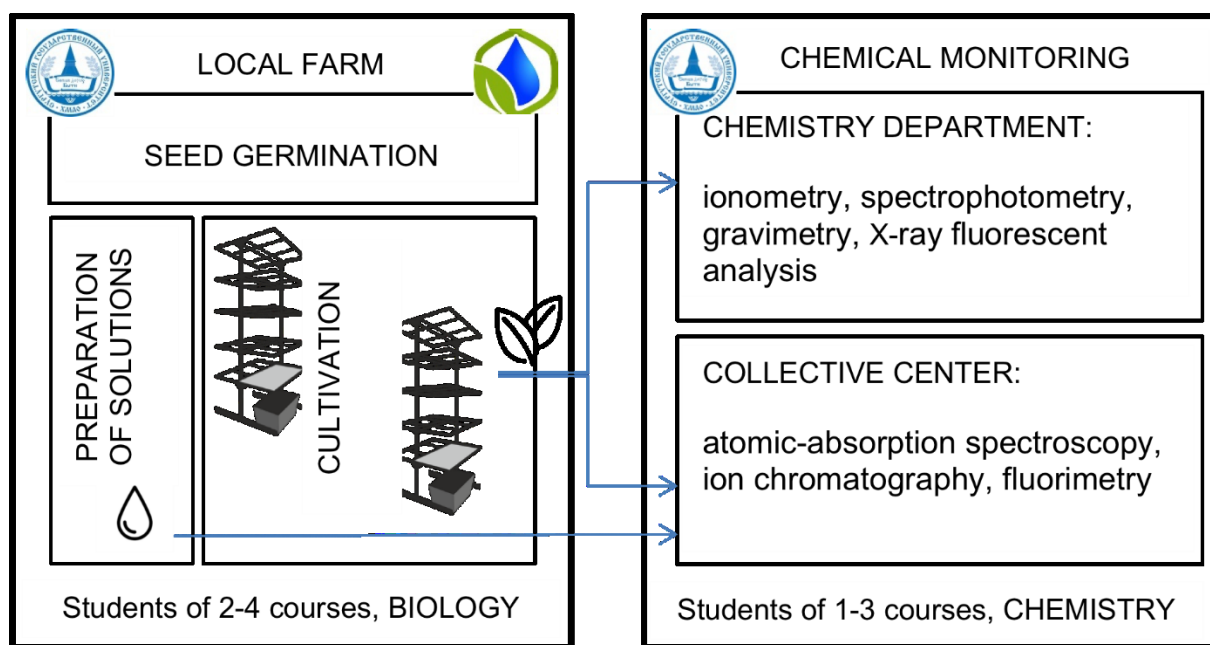 LOCAL FARM
SEED GERMINATION
PREPARATION
OF SOLUTIONS
CULTIVATION
Students of 2-4 courses, BIOLOGY
CHEMICAL MONITORING
CHEMISTRY DEPARTMENT:
ionometry, spectrophotometry,
gravimetry, X-ray fluorescent
analysis
COLLECTIVE CENTER:
atomic-absorption spectroscopy,
ion chromatography, fluorimetry
Students of 1-3 courses, CHEMISTRY